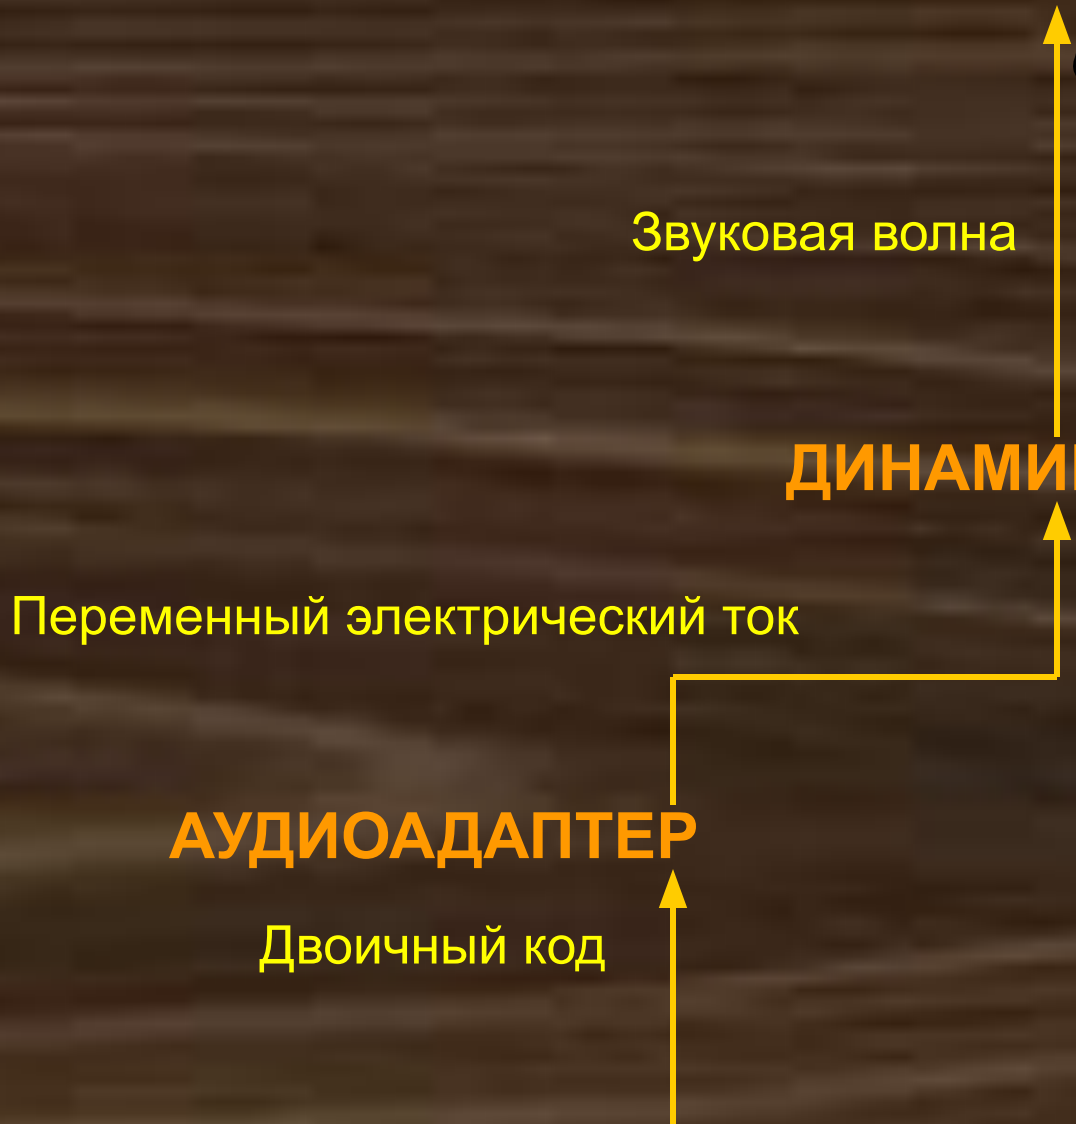 Звуковая волна
ДИНАМИ
Переменный электрический ток
АУДИОАДАПТЕР
Двоичный код